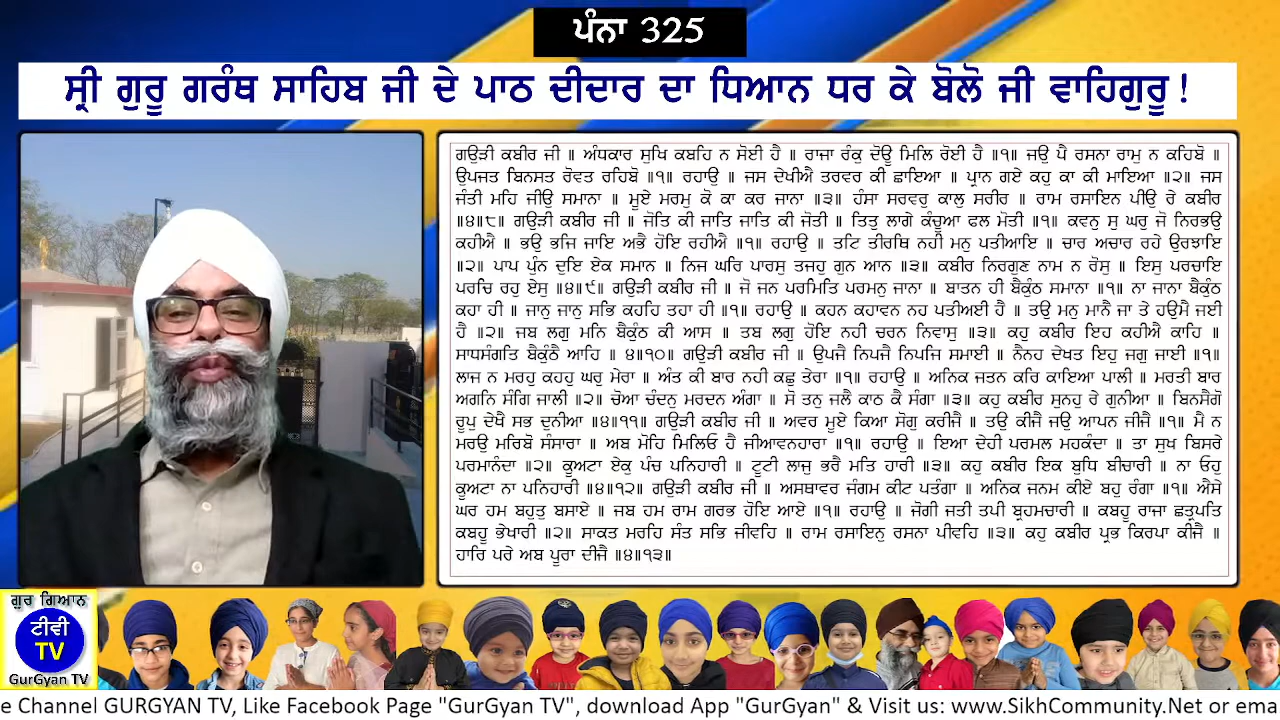 ਪੰਨਾ 325
ਸ੍ਰੀ ਗੁਰੂ ਗਰੰਥ ਸਾਹਿਬ ਜੀ ਦੇ ਪਾਠ ਦੀਦਾਰ ਦਾ ਧਿਆਨ ਧਰ ਕੇ ਬੋਲੋ ਜੀ ਵਾਹਿਗੁਰੂ!
ਗਉੜੀ ਕਬੀਰ ਜੀ ॥ ਅੰਧਕਾਰ ਸੁਖਿ ਕਬਹਿ ਨ ਸੋਈ ਹੈ ॥ ਰਾਜਾ ਰੰਕੁ ਦੋਊ ਮਿਲਿ ਰੋਈ ਹੈ ॥੧॥ ਜਉ ਪੈ ਰਸਨਾ ਰਾਮੁ ਨ ਕਹਿਬੋ ॥
ਉਪਜਤ ਬਿਨਸਤ ਰੋਵਤ ਰਹਿਬੋ ॥੧॥ ਰਹਾਉ ॥ ਜਸ ਦੇਖੀਐ ਤਰਵਰ ਕੀ ਛਾਇਆ ॥ ਪ੍ਰਾਨ ਗਏ ਕਹੁ ਕਾ ਕੀ ਮਾਇਆ ॥੨॥ ਜਸ
ਜੰਤੀ ਮਹਿ ਜੀਉ ਸਮਾਨਾ ॥ ਮੂਏ ਮਰਮੁ ਕੋ ਕਾ ਕਰ ਜਾਨਾ ॥੩॥ ਹੰਸਾ ਸਰਵਰੁ ਕਾਲੁ ਸਰੀਰ ॥ ਰਾਮ ਰਸਾਇਨ ਪੀਉ ਰੇ ਕਬੀਰ
॥੪॥੮॥ ਗਉੜੀ ਕਬੀਰ ਜੀ ॥ ਜੋਤਿ ਕੀ ਜਾਤਿ ਜਾਤਿ ਕੀ ਜੋਤੀ ॥ ਤਿਤੁ ਲਾਗੇ ਕੰਚੂਆ ਫਲ ਮੋਤੀ ॥੧॥ ਕਵਨੁ ਸੁ ਘਰੁ ਜੋ ਨਿਰਭਉ
ਕਹੀਐ ॥ ਭਉ ਭਜਿ ਜਾਇ ਅਭੈ ਹੋਇ ਰਹੀਐ ॥੧॥ ਰਹਾਉ ॥ ਤਟਿ ਤੀਰਥਿ ਨਹੀ ਮਨੁ ਪਤੀਆਇ ॥ ਚਾਰ ਅਚਾਰ ਰਹੇ ਉਰਝਾਇ
॥੨॥ ਪਾਪ ਪੁੰਨ ਦੁਇ ਏਕ ਸਮਾਨ ॥ ਨਿਜ ਘਰਿ ਪਾਰਸੁ ਤਜਹੁ ਗੁਨ ਆਨ ॥੩॥ ਕਬੀਰ ਨਿਰਗੁਣ ਨਾਮ ਨ ਰੋਸੁ ॥ ਇਸੁ ਪਰਚਾਇ
ਪਰਚਿ ਰਹੁ ਏਸੁ ॥੪॥੯॥ ਗਉੜੀ ਕਬੀਰ ਜੀ ॥ ਜੋ ਜਨ ਪਰਮਿਤਿ ਪਰਮਨੁ ਜਾਨਾ ॥ ਬਾਤਨ ਹੀ ਬੈਕੁੰਠ ਸਮਾਨਾ ॥੧॥ ਨਾ ਜਾਨਾ ਬੈਕੁੰਠ
ਕਹਾ ਹੀ ॥ ਜਾਨੁ ਜਾਨੁ ਸਭਿ ਕਹਹਿ ਤਹਾ ਹੀ ॥੧॥ ਰਹਾਉ ॥ ਕਹਨ ਕਹਾਵਨ ਨਹ ਪਤੀਅਈ ਹੈ ॥ ਤਉ ਮਨੁ ਮਾਨੈ ਜਾ ਤੇ ਹਉਮੈ ਜਈ
ਹੈ ॥੨॥ ਜਬ ਲਗੁ ਮਨਿ ਬੈਕੁੰਠ ਕੀ ਆਸ ॥ ਤਬ ਲਗੁ ਹੋਇ ਨਹੀ ਚਰਨ ਨਿਵਾਸੁ ॥੩॥ ਕਹੁ ਕਬੀਰ ਇਹ ਕਹੀਐ ਕਾਹਿ ॥
ਸਾਧਸੰਗਤਿ ਬੈਕੁੰਠੈ ਆਹਿ ॥ ੪॥੧੦॥ ਗਉੜੀ ਕਬੀਰ ਜੀ ॥ ਉਪਜੈ ਨਿਪਜੈ ਨਿਪਜਿ ਸਮਾਈ ॥ ਨੈਨਹ ਦੇਖਤ ਇਹੁ ਜਗੁ ਜਾਈ ॥੧॥
ਲਾਜ ਨ ਮਰਹੁ ਕਹਹੁ ਘਰੁ ਮੇਰਾ ॥ ਅੰਤ ਕੀ ਬਾਰ ਨਹੀ ਕਛੁ ਤੇਰਾ ॥੧॥ ਰਹਾਉ ॥ ਅਨਿਕ ਜਤਨ ਕਰਿ ਕਾਇਆ ਪਾਲੀ ॥ ਮਰਤੀ ਬਾਰ
ਅਗਨਿ ਸੰਗਿ ਜਾਲੀ ॥੨॥ ਚੋਆ ਚੰਦਨੁ ਮਰਦਨ ਅੰਗਾ ॥ ਸੋ ਤਨੁ ਜਲੈ ਕਾਠ ਕੈ ਸੰਗਾ ॥੩॥ ਕਹੁ ਕਬੀਰ ਸੁਨਹੁ ਰੇ ਗੁਨੀਆ ॥ ਬਿਨਸੈਗੋ
ਰੂਪੁ ਦੇਖੈ ਸਭ ਦੁਨੀਆ ॥੪॥੧੧॥ ਗਉੜੀ ਕਬੀਰ ਜੀ ॥ ਅਵਰ ਮੂਏ ਕਿਆ ਸੋਗੁ ਕਰੀਜੈ ॥ ਤਉ ਕੀਜੈ ਜਉ ਆਪਨ ਜੀਜੈ ॥੧॥ ਮੈ ਨ
ਮਰਉ ਮਰਿਬੋ ਸੰਸਾਰਾ ॥ ਅਬ ਮੋਹਿ ਮਿਲਿਓ ਹੈ ਜੀਆਵਨਹਾਰਾ ॥੧॥ ਰਹਾਉ ॥ ਇਆ ਦੇਹੀ ਪਰਮਲ ਮਹਕੰਦਾ ॥ ਤਾ ਸੁਖ ਬਿਸਰੇ
ਪਰਮਾਨੰਦਾ ॥੨॥ ਕੂਅਟਾ ਏਕੁ ਪੰਚ ਪਨਿਹਾਰੀ ॥ ਟੂਟੀ ਲਾਜੁ ਭਰੈ ਮਤਿ ਹਾਰੀ ॥੩॥ ਕਹੁ ਕਬੀਰ ਇਕ ਬੁਧਿ ਬੀਚਾਰੀ ॥ ਨਾ ਓਹੁ
ਕੂਅਟਾ ਨਾ ਪਨਿਹਾਰੀ ॥੪॥੧੨॥ ਗਉੜੀ ਕਬੀਰ ਜੀ ॥ ਅਸਥਾਵਰ ਜੰਗਮ ਕੀਟ ਪਤੰਗਾ ॥ ਅਨਿਕ ਜਨਮ ਕੀਏ ਬਹੁ ਰੰਗਾ ॥੧॥ ਐਸੇ
ਘਰ ਹਮ ਬਹੁਤੁ ਬਸਾਏ ॥ ਜਬ ਹਮ ਰਾਮ ਗਰਭ ਹੋਇ ਆਏ ॥੧॥ ਰਹਾਉ ॥ ਜੋਗੀ ਜਤੀ ਤਪੀ ਬ੍ਰਹਮਚਾਰੀ ॥ ਕਬਹੂ ਰਾਜਾ ਛਤ੍ਰਪਤਿ
ਕਬਹੂ ਭੇਖਾਰੀ ॥੨॥ ਸਾਕਤ ਮਰਹਿ ਸੰਤ ਸਭਿ ਜੀਵਹਿ ॥ ਰਾਮ ਰਸਾਇਨੁ ਰਸਨਾ ਪੀਵਹਿ ॥੩॥ ਕਹੁ ਕਬੀਰ ਪ੍ਰਭ ਕਿਰਪਾ ਕੀਜੈ ॥
ਹਾਰਿ ਪਰੇ ਅਬ ਪੂਰਾ ਦੀਜੈ ॥੪॥੧੩॥
ਗੁਰ ਗਿਆਨ
ਟੀਵੀ
TV
GurGyan TV
e Channel GURGYAN TV, Like Facebook Page "GurGyan TV", download App "GurGyan" & Visit us: www.SikhCommunity.Net or ema